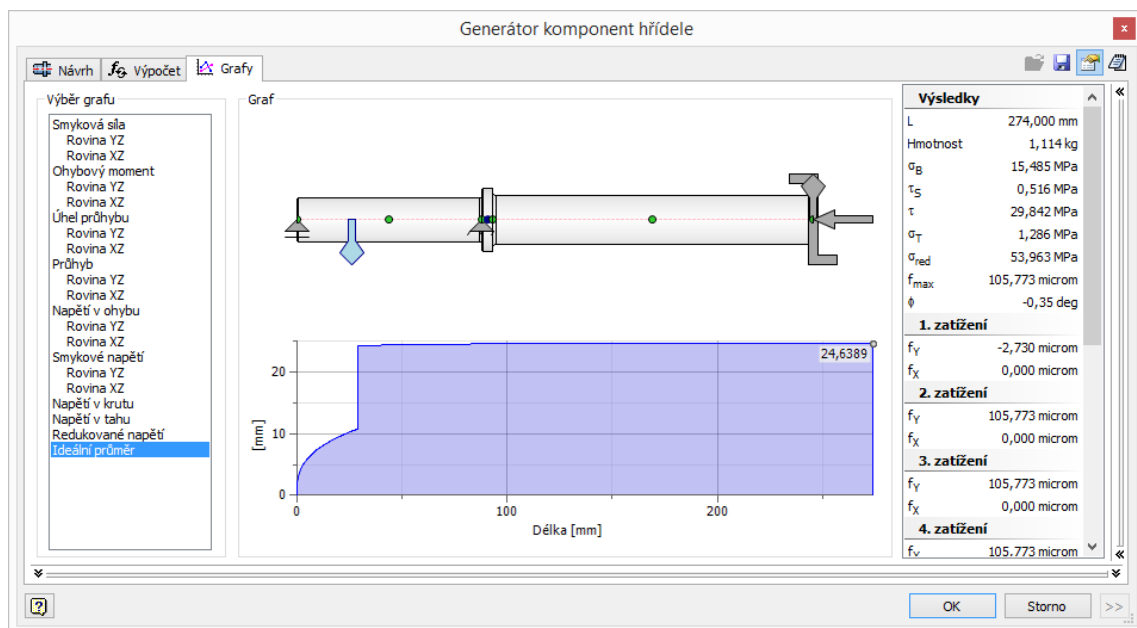 Generátor komponent hřídele
Návrh
Výpočet
Grafy
Výběr grafu
Smyková síla
Rovina YZ
Rovina XZ
Ohybový moment
Rovina YZ
Rovina XZ
Úhel průhybu
Rovina YZ
Rovina XZ
Průhyb
Rovina YZ
Rovina XZ
Napětí v ohybu
Rovina YZ
Rovina XZ
Smykové napětí
Rovina YZ
Rovina XZ
Napětí v krutu
Napětí v tahu
Redukované napětí
Ideální průměr
Graf
24,6389
20
10
0
[mm]
0 100 200
Délka [mm]
Výsledky
L 274,000 mm
Hmotnost 1,114 kg
σB 15,485 MPa
τS 0,516 MPa
τ 29,842 MPa
σT 1,286 MPa
σred 53,963 MPa
fmax 105,773 microm
ϕ -0,35 deg
1. zatížení
fY -2,730 microm
fX 0,000 microm
2. zatížení
fY 105,773 microm
fX 0,000 microm
3. zatížení
fY 105,773 microm
fX 0,000 microm
4. zatížení
fY 105,773 microm
OK
Storno
>>